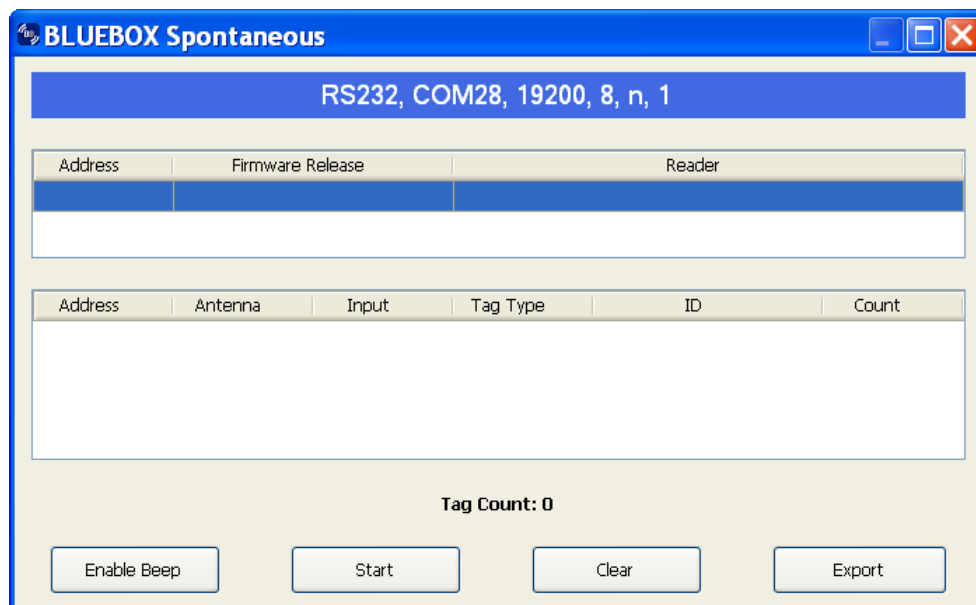 BLUEBOX Spontaneous
RS232, COM28, 19200, 8, n, 1
Address Firmware Release Reader
Address Antenna Input Tag Type ID Count
Tag Count: 0
Enable Beep Start Clear Export